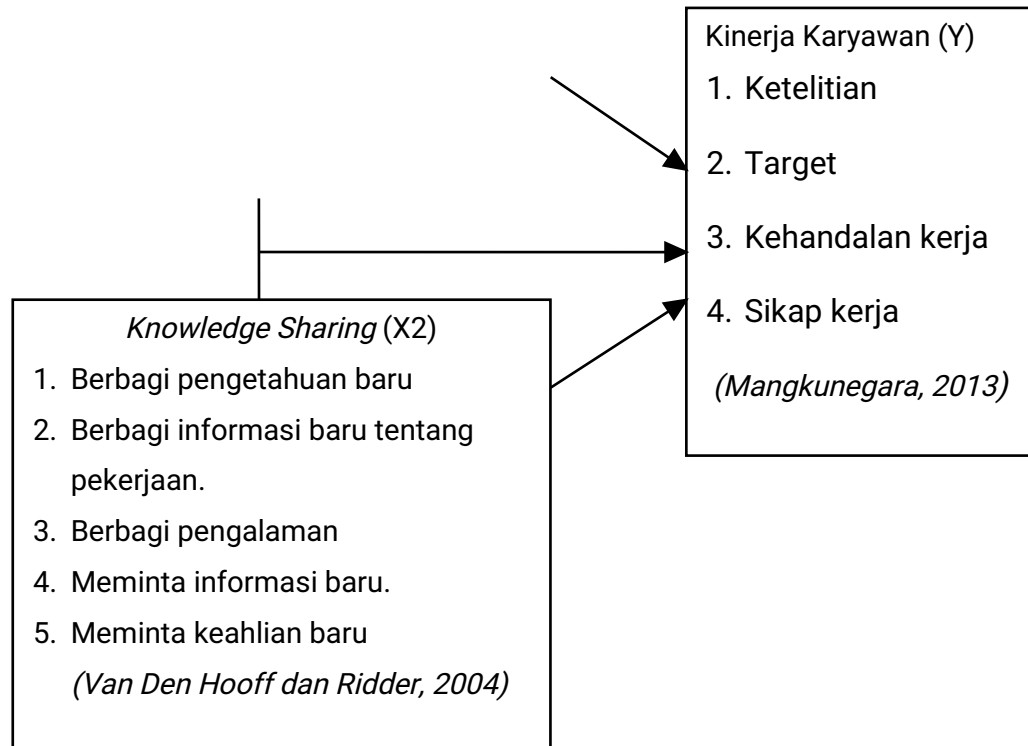 Kinerja Karyawan (Y)
1. Ketelitian
2. Target
3. Kehandalan kerja
4. Sikap kerja
(Mangkunegara, 2013)
Knowledge Sharing (X2)
1. Berbagi pengetahuan baru
2. Berbagi informasi baru tentang
pekerjaan.
3. Berbagi pengalaman
4. Meminta informasi baru.
5. Meminta keahlian baru
(Van Den Hooff dan Ridder, 2004)